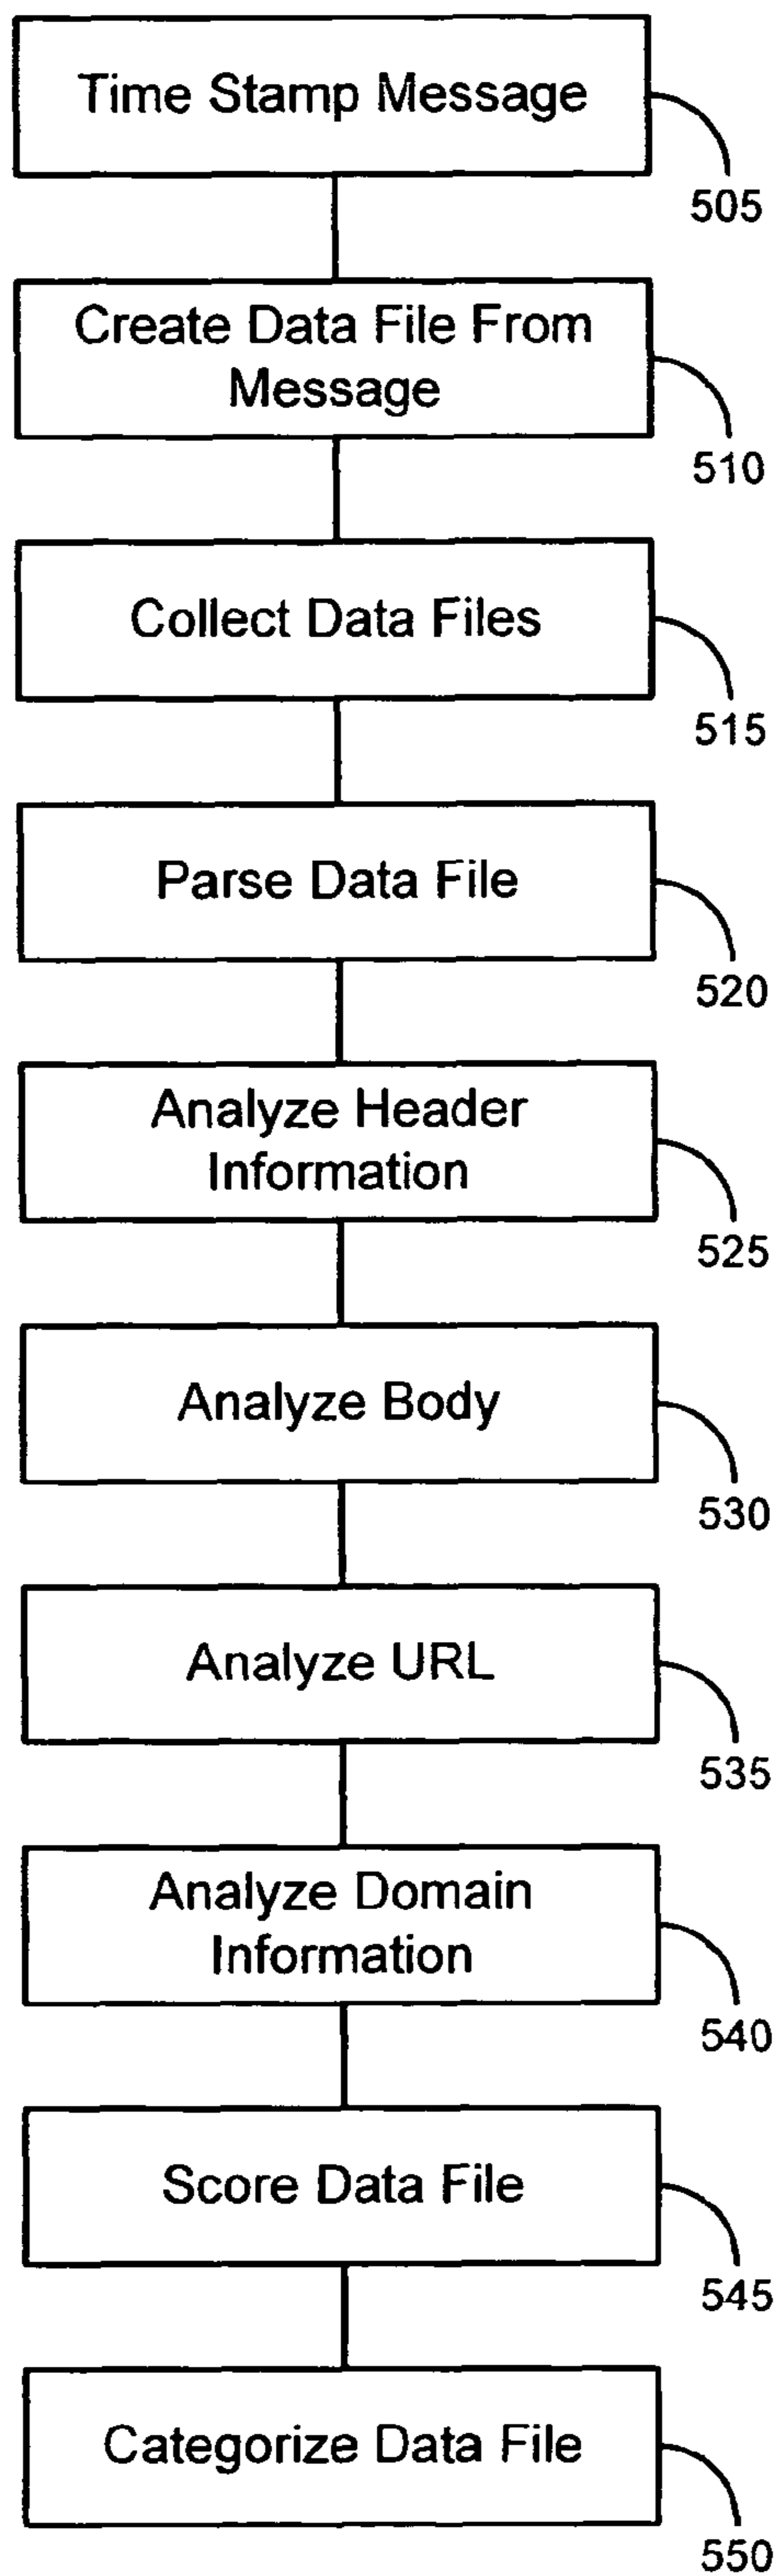 Time Stamp Message
505
Create Data File From
Message
510
Collect Data Files
515
Parse Data File
520
Analyze Header
Information
525
Analyze Body
530
Analyze URL
535
Analyze Domain
Information
540
Score Data File
545
Categorize Data File
550